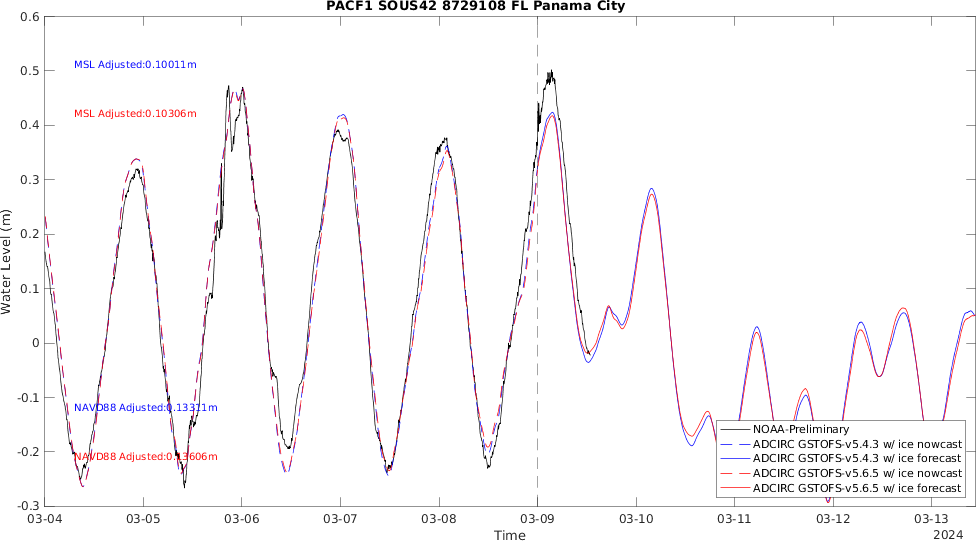 PACF1 SOUS42 8729108 FL Panama City
0.6
0.5
0.4
0.3
0.2
0.1
0
-0.1
-0.2
-0.3
Water Level (m)
MSL Adjusted:0.10011m
MSL Adjusted:0.10306m
NAVD88 Adjusted:0.13311m
NAVD88 Adjusted:0.13606m
NOAA-Preliminary
ADCIRC GSTOFS-v5.4.3 w/ ice nowcast
ADCIRC GSTOFS-v5.4.3 w/ ice forecast
ADCIRC GSTOFS-v5.6.5 w/ ice nowcast
ADCIRC GSTOFS-v5.6.5 w/ ice forecast
03-04 03-05 03-06 03-07 03-08 03-09 03-10 03-11 03-12 03-13
Time
2024